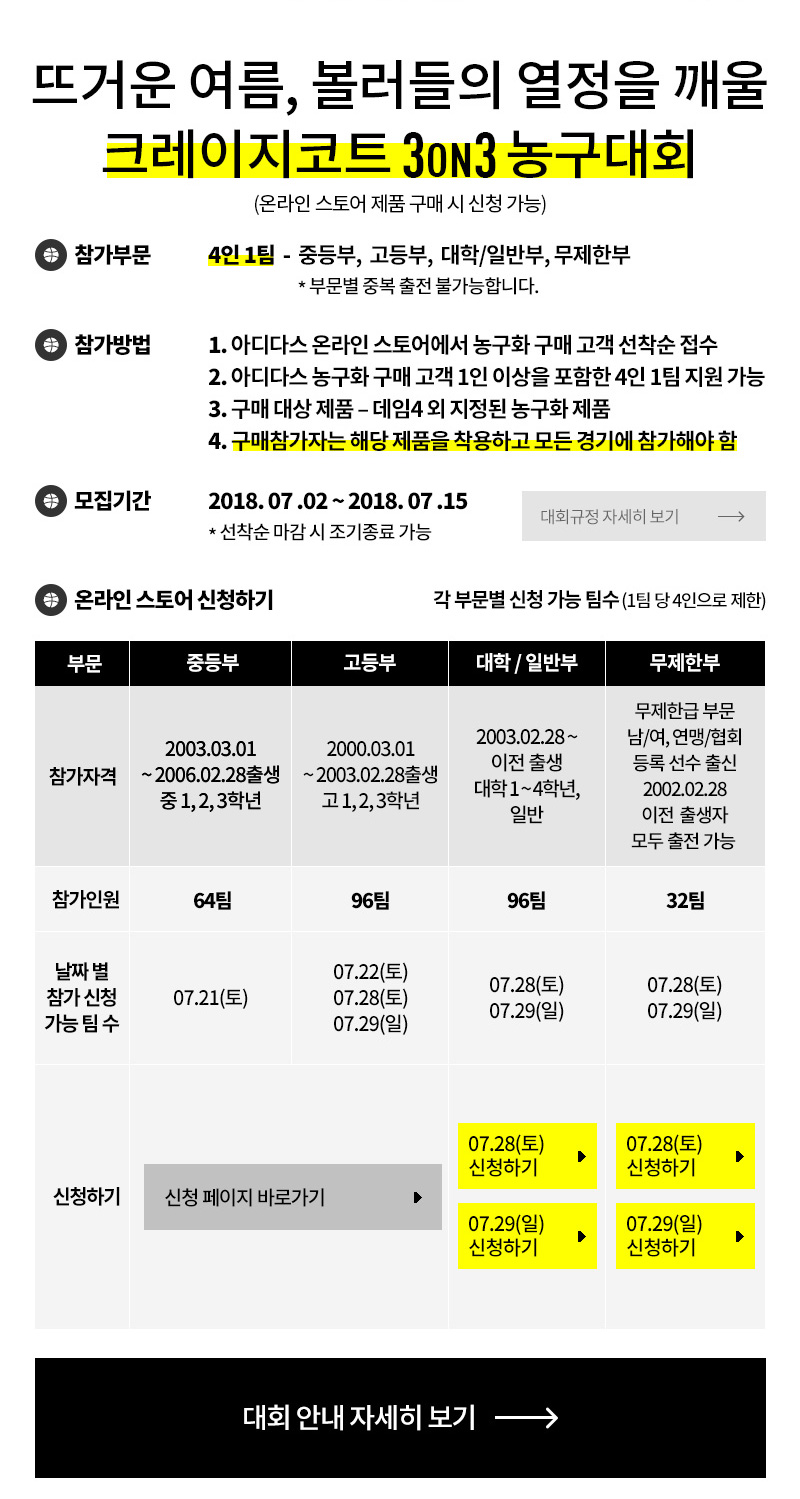 뜨거운 여름, 볼러들의 열정을 깨울
크레이지코트 3ON3 농구대회
(온라인 스토어 제품 구매 시 신청 가능)
참가부문
4인 1팀 - 중등부, 고등부, 대학/일반부, 무제한부
* 부문별 중복 출전 불가능합니다.
참가방법
1. 아디다스 온라인 스토어에서 농구화 구매 고객 선착순 접수
2. 아디다스 농구화 구매 고객 1인 이상을 포함한 4인 1팀 지원 가능
3. 구매 대상 제품 – 데임4 외 지정된 농구화 제품
4. 구매참가자는 해당 제품을 착용하고 모든 경기에 참가해야 함
모집기간
2018. 07 .02 ~ 2018. 07 .15
* 선착순 마감 시 조기종료 가능
대회규정 자세히 보기
온라인 스토어 신청하기
각 부문별 신청 가능 팀수 (1팀 당 4인으로 제한)
부문
중등부
고등부
대학 / 일반부
무제한부
참가자격
2003.03.01
~ 2006.02.28출생
중 1, 2, 3학년
2000.03.01
~ 2003.02.28출생
고 1, 2, 3학년
2003.02.28 ~
이전 출생
대학 1 ~ 4학년,
일반
무제한급 부문
남/여, 연맹/협회
등록 선수 출신
2002.02.28
이전 출생자
모두 출전 가능
참가인원
64팀
96팀
96팀
32팀
날짜 별
참가 신청
가능 팀 수
07.21(토)
07.22(토)
07.28(토)
07.29(일)
07.28(토)
07.29(일)
07.28(토)
07.29(일)
신청하기
신청 페이지 바로가기
07.28(토)
신청하기
07.29(일)
신청하기
07.28(토)
신청하기
07.29(일)
신청하기
대회 안내 자세히 보기